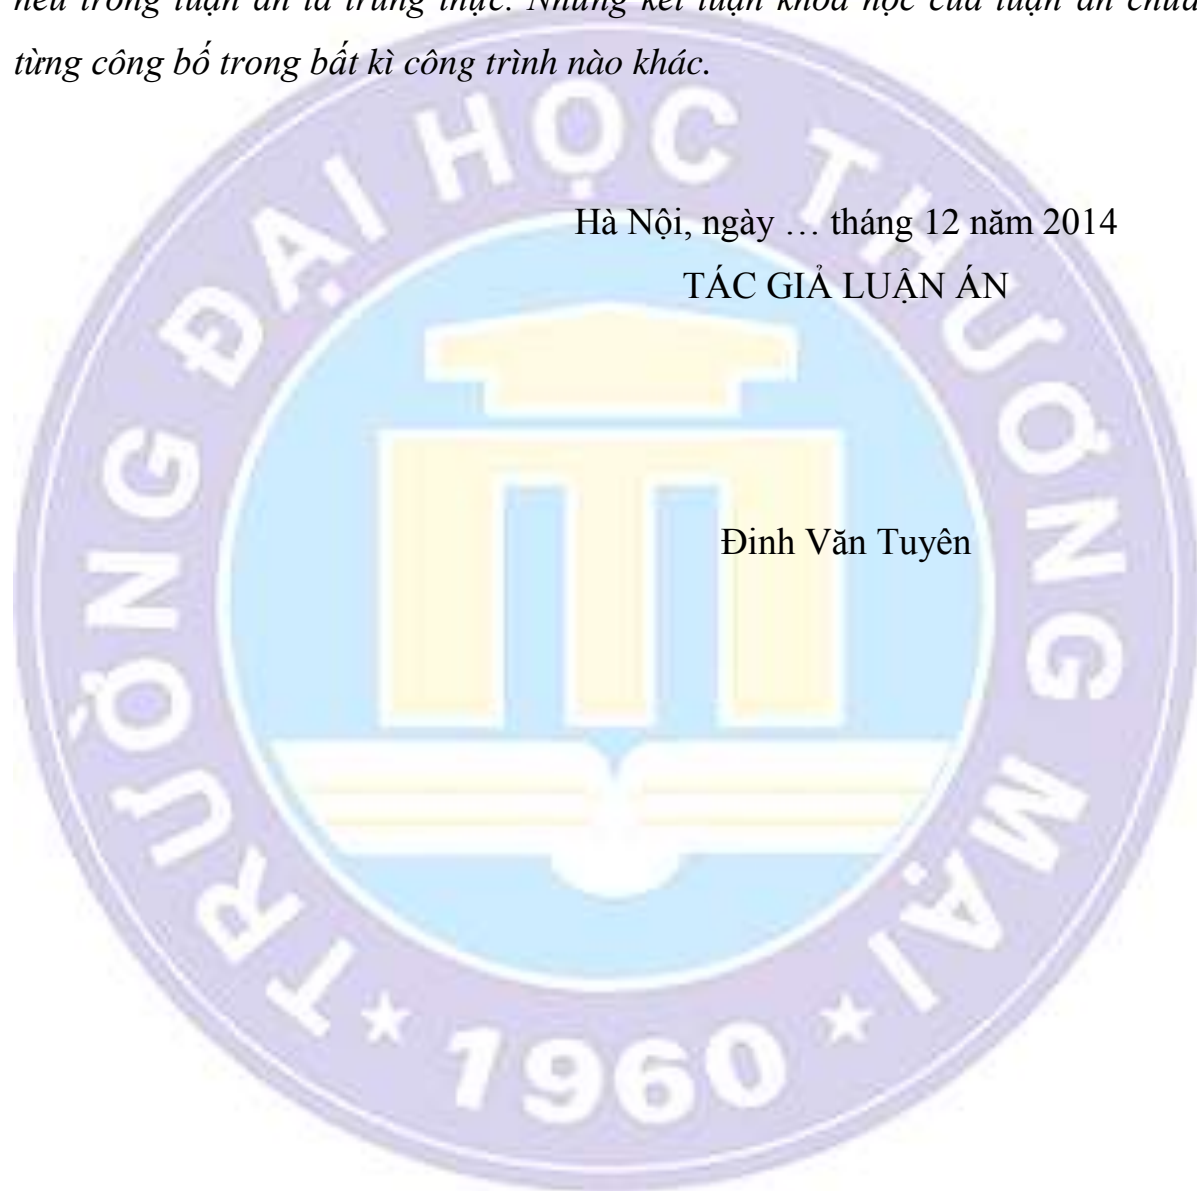 nêu trong luận án là trung thực. Những kết luận khoa học của luận án chưa
từng công bố trong bất kì công trình nào khác.
Hà Nội, ngày … tháng 12 năm 2014
TÁC GIẢ LUẬN ÁN
Đinh Văn Tuyên
TRƯỜNG ĐẠI HỌC THƯƠNG MẠI
★ 1960 ★